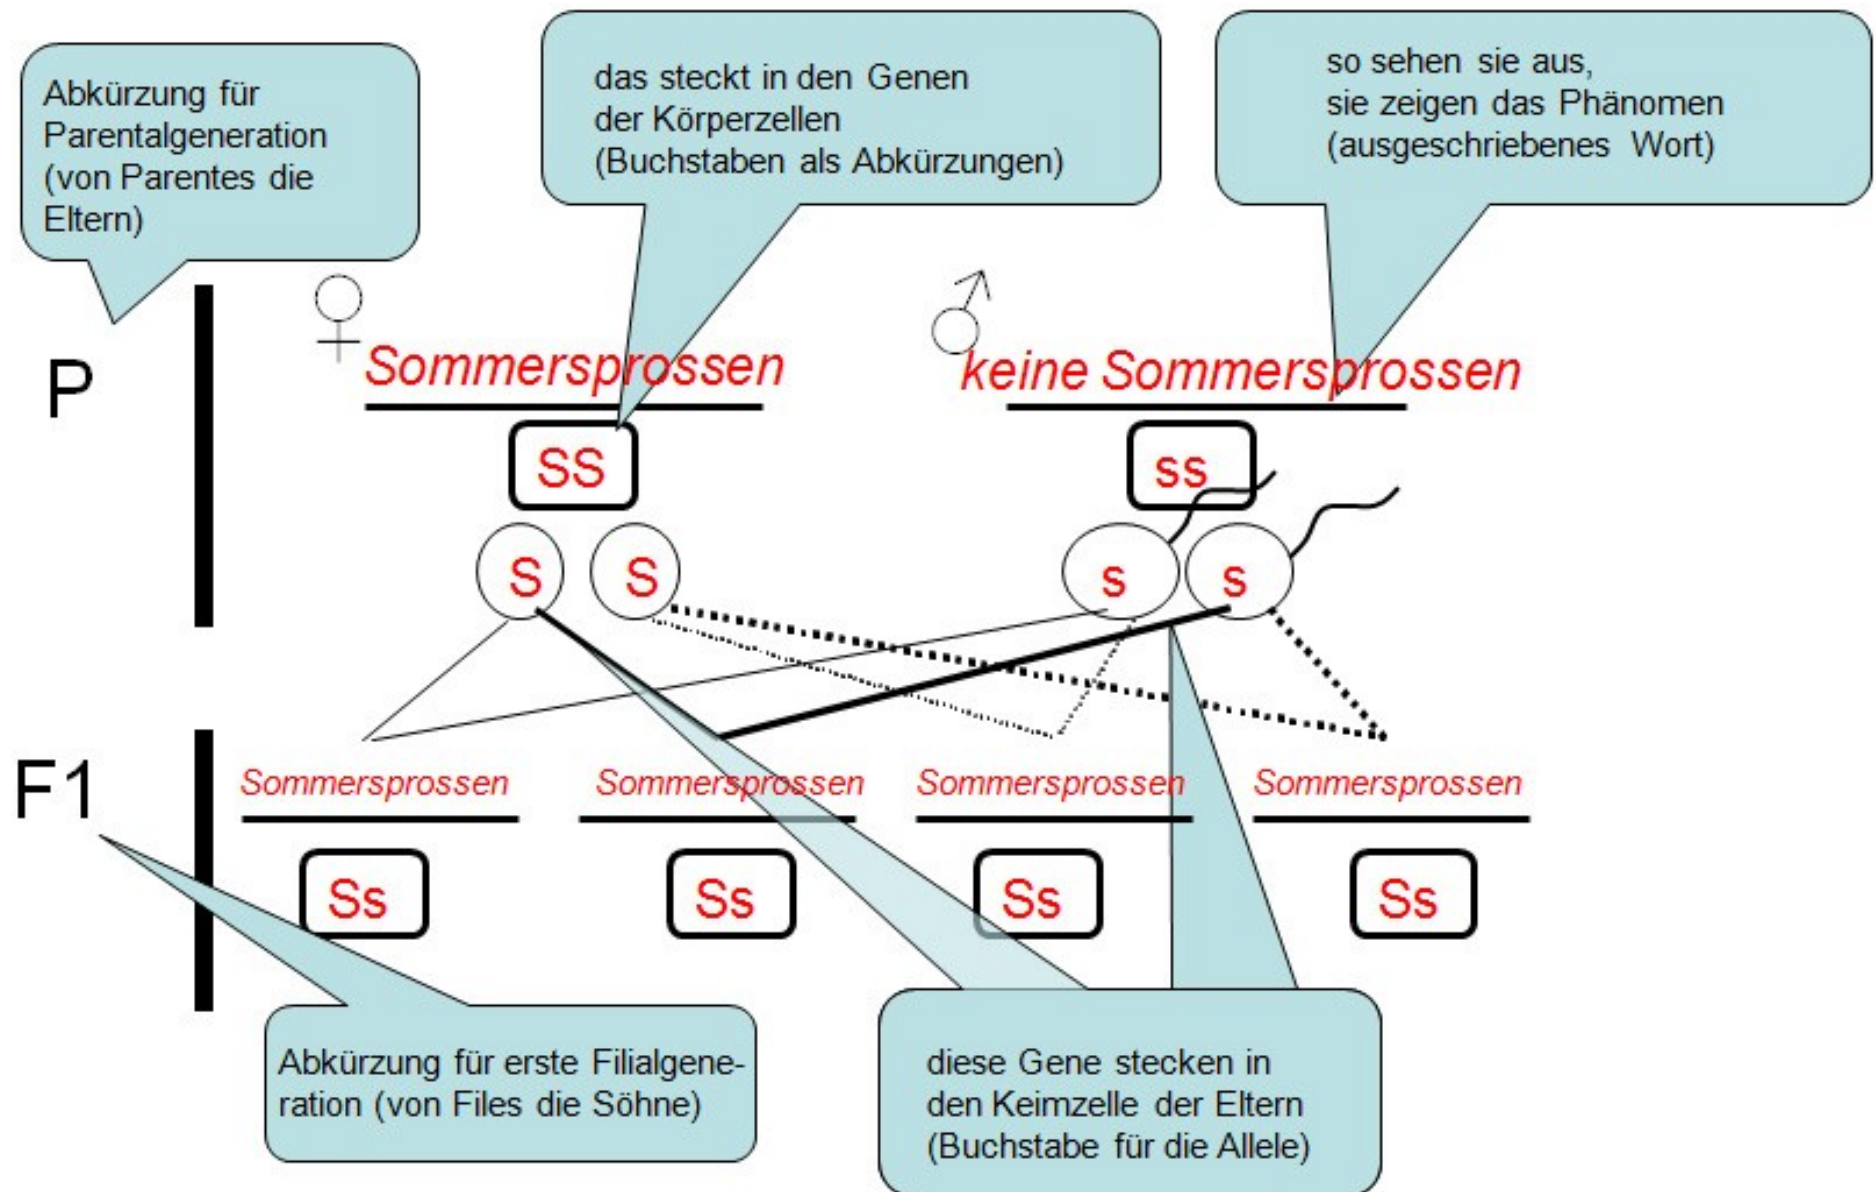 Abkürzung für
Parentalgeneration
(von Parentes die
Eltern)
das steckt in den Genen
der Körperzellen
(Buchstaben als Abkürzungen)
so sehen sie aus,
sie zeigen das Phänomen
(ausgeschriebenes Wort)
P
Sommersprossen
keine Sommersprossen
SS
ss
S
S
s
s
F1
Sommersprossen
Sommersprossen
Sommersprossen
Sommersprossen
Ss
Ss
Ss
Ss
Abkürzung für erste Filialgene-
ration (von Files die Söhne)
diese Gene stecken in
den Keimzelle der Eltern
(Buchstabe für die Allele)